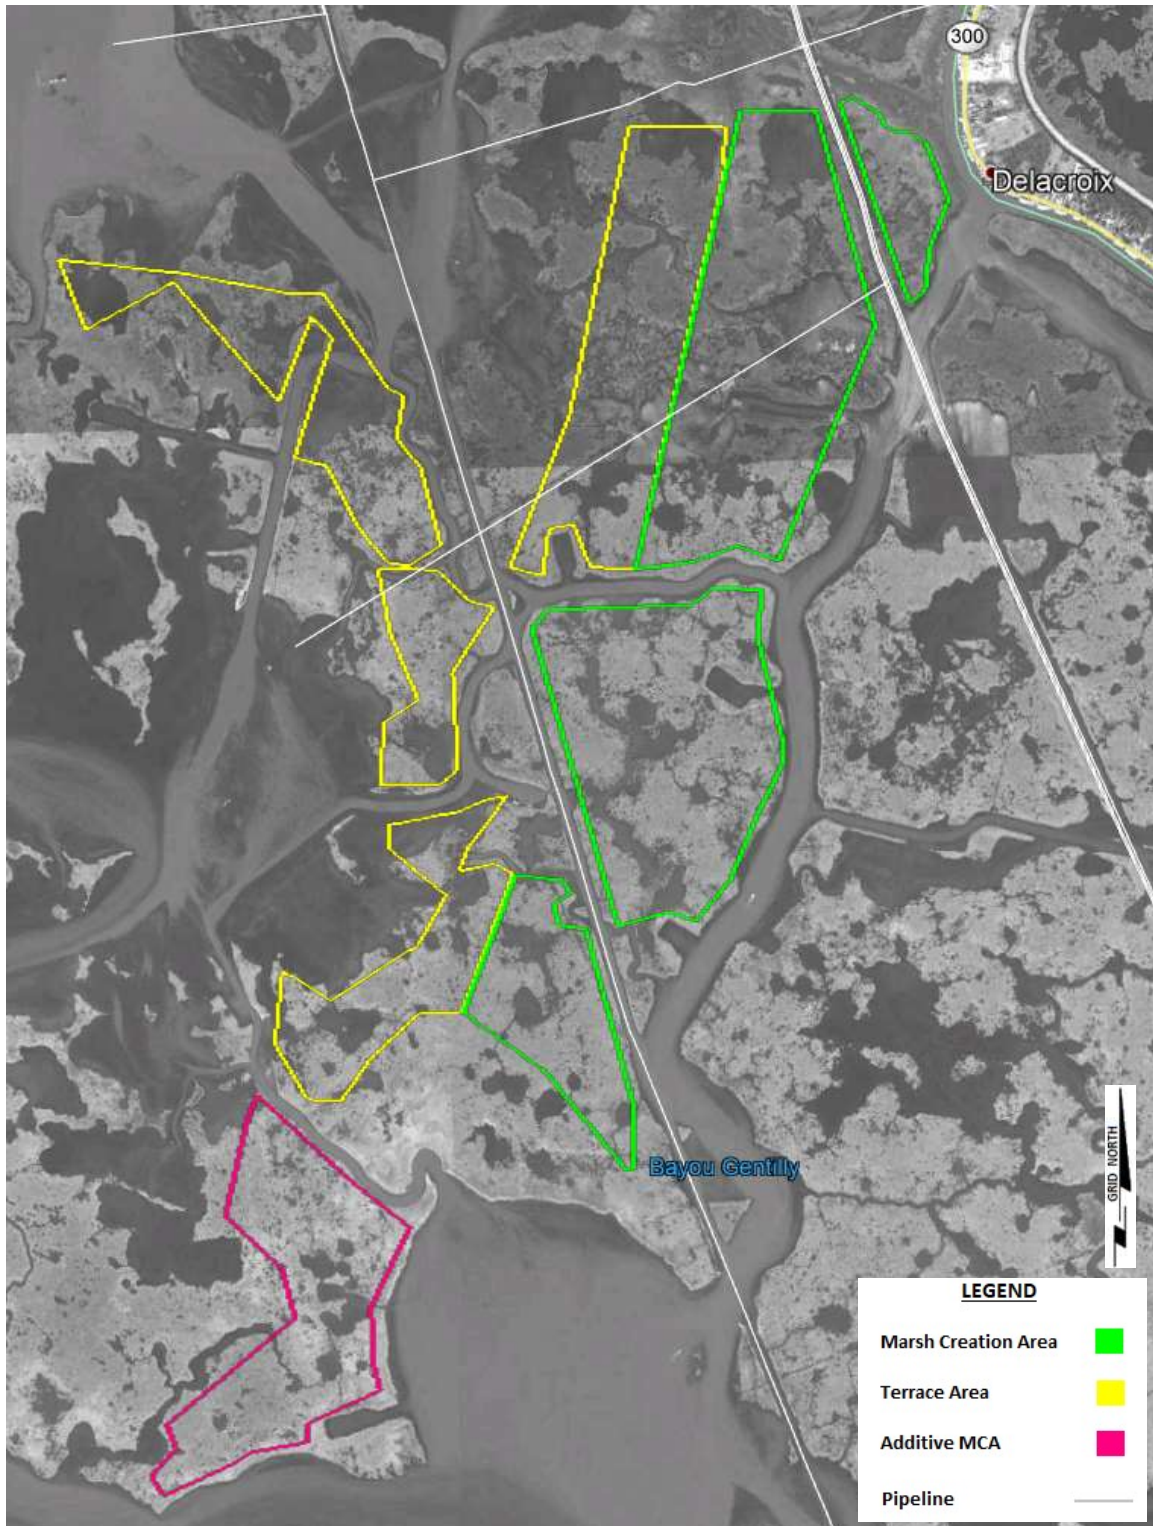 300
Delacroix
Bayou Gentilly
GRID NORTH
LEGEND
Marsh Creation Area
Terrace Area
Additive MCA
Pipeline